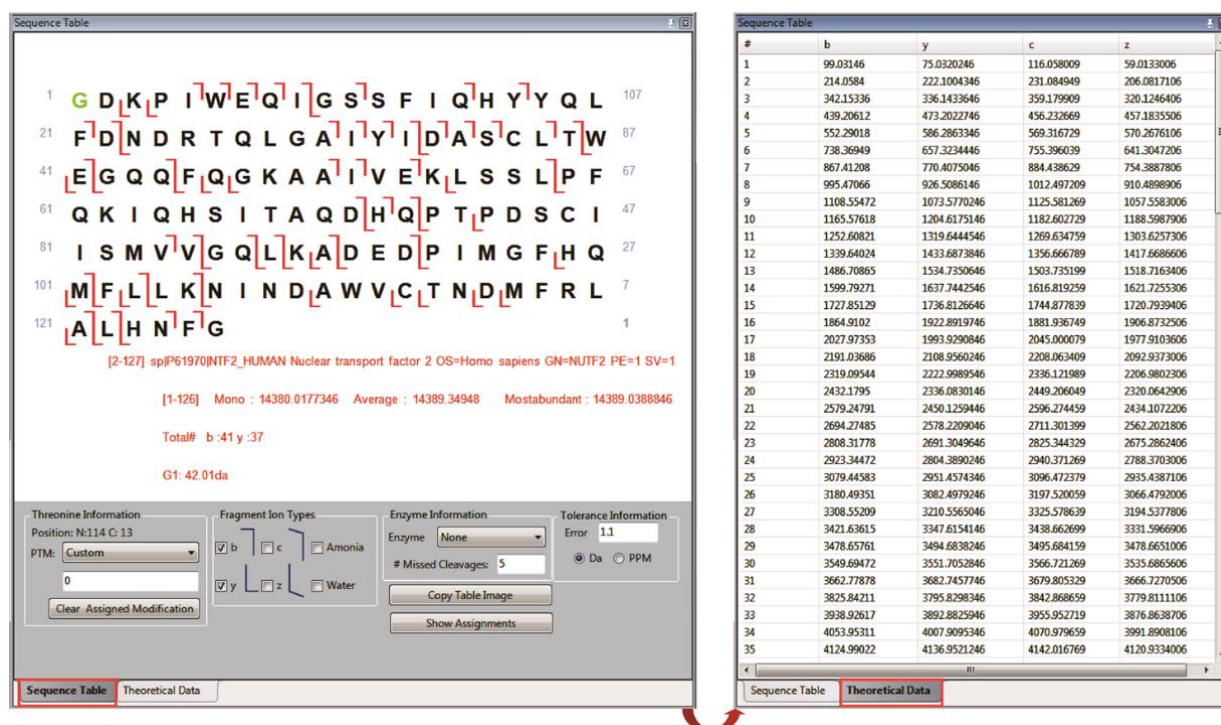 Sequence Table
1 G D K P I W E Q I G S S F I Q H Y Y Q L 107
21 F D N D R T Q L G A I Y I D A S C L T W 87
41 E G Q Q F Q G K A A I V E K L S S L P F 67
61 Q K I Q H S I T A Q D H Q P T P D S C I 47
81 I S M V V G Q L K A D E D P I M G F H Q 27
101 M F L L K N I N D A W V C T N D M F R L 7
121 A L H N F G 1
[2-127] sp|P61970|NTF2_HUMAN Nuclear transport factor 2 OS=Homo sapiens GN=NUTF2 PE=1 SV=1
[1-126] Mono : 14380.0177346 Average : 14389.34948 Mostabundant : 14389.0388846
Total# b :41 y :37
G1: 42.01da
Threonine Information
Position: N:114 C: 13
PTM: Custom
0
Clear Assigned Modification
Fragment Ion Types
b c Amonia
y z Water
Enzyme Information
Enzyme None
# Missed Cleavages: 5
Copy Table Image
Show Assignments
Tolerance Information
Error 1.1
Da PPM
Sequence Table Theoretical Data
Sequence Table
# b y c z
1 99.03146 75.0320246 116.058009 59.0133006
2 214.0584 222.1004346 231.084949 206.0817106
3 342.15336 336.1433646 359.179909 320.1246406
4 439.20612 473.2022746 456.232669 457.1835506
5 552.29018 586.2863346 569.316729 570.2676106
6 738.36949 657.3234446 755.396039 641.3047206
7 867.41208 770.4075046 884.438629 754.3887806
8 995.47066 926.5086146 1012.497209 910.4898906
9 1108.55472 1073.5770246 1125.581269 1057.5583006
10 1165.57618 1204.6175146 1182.602729 1188.5987906
11 1252.60821 1319.6444546 1269.634759 1303.6257306
12 1339.64024 1433.6873846 1356.666789 1417.6686606
13 1486.70865 1534.7350646 1503.735199 1518.7163406
14 1599.79271 1637.7442546 1616.819259 1621.7255306
15 1727.85129 1736.8126646 1744.877839 1720.7939406
16 1864.9102 1922.8919746 1881.936749 1906.8732506
17 2027.97353 1993.9290846 2045.000079 1977.9103606
18 2191.03686 2108.9560246 2208.063409 2092.9373006
19 2319.09544 2222.9989546 2336.121989 2206.9802306
20 2432.1795 2336.0830146 2449.206049 2320.0642906
21 2579.24791 2450.1259446 2596.274459 2434.1072206
22 2694.27485 2578.2209046 2711.301399 2562.2021806
23 2808.31778 2691.3049646 2825.344329 2675.2862406
24 2923.34472 2804.3890246 2940.371269 2788.3703006
25 3079.44583 2951.4574346 3096.472379 2935.4387106
26 3180.49351 3082.4979246 3197.520059 3066.4792006
27 3308.55209 3210.5565046 3325.578639 3194.5377806
28 3421.63615 3347.6154146 3438.662699 3331.5966906
29 3478.65761 3494.6838246 3495.684159 3478.6651006
30 3549.69472 3551.7052846 3566.721269 3535.6865606
31 3662.77878 3682.7457746 3679.805329 3666.7270506
32 3825.84211 3795.8298346 3842.868659 3779.8111106
33 3938.92617 3892.8825946 3955.952719 3876.8638706
34 4053.95311 4007.9095346 4070.979659 3991.8908106
35 4124.99022 4136.9521246 4142.016769 4120.9334006
Sequence Table Theoretical Data